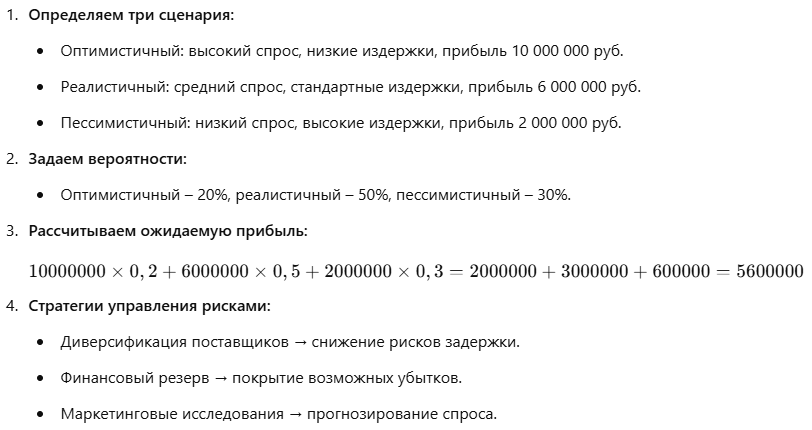 1. Определяем три сценария:
• Оптимистичный: высокий спрос, низкие издержки, прибыль 10 000 000 руб.
• Реалистичный: средний спрос, стандартные издержки, прибыль 6 000 000 руб.
• Пессимистичный: низкий спрос, высокие издержки, прибыль 2 000 000 руб.
2. Задаем вероятности:
• Оптимистичный – 20%, реалистичный – 50%, пессимистичный – 30%.
3. Рассчитываем ожидаемую прибыль:
10000000 × 0, 2 + 6000000 × 0, 5 + 2000000 × 0, 3 = 2000000 + 3000000 + 600000 = 5600000
4. Стратегии управления рисками:
• Диверсификация поставщиков → снижение рисков задержки.
• Финансовый резерв → покрытие возможных убытков.
• Маркетинговые исследования → прогнозирование спроса.